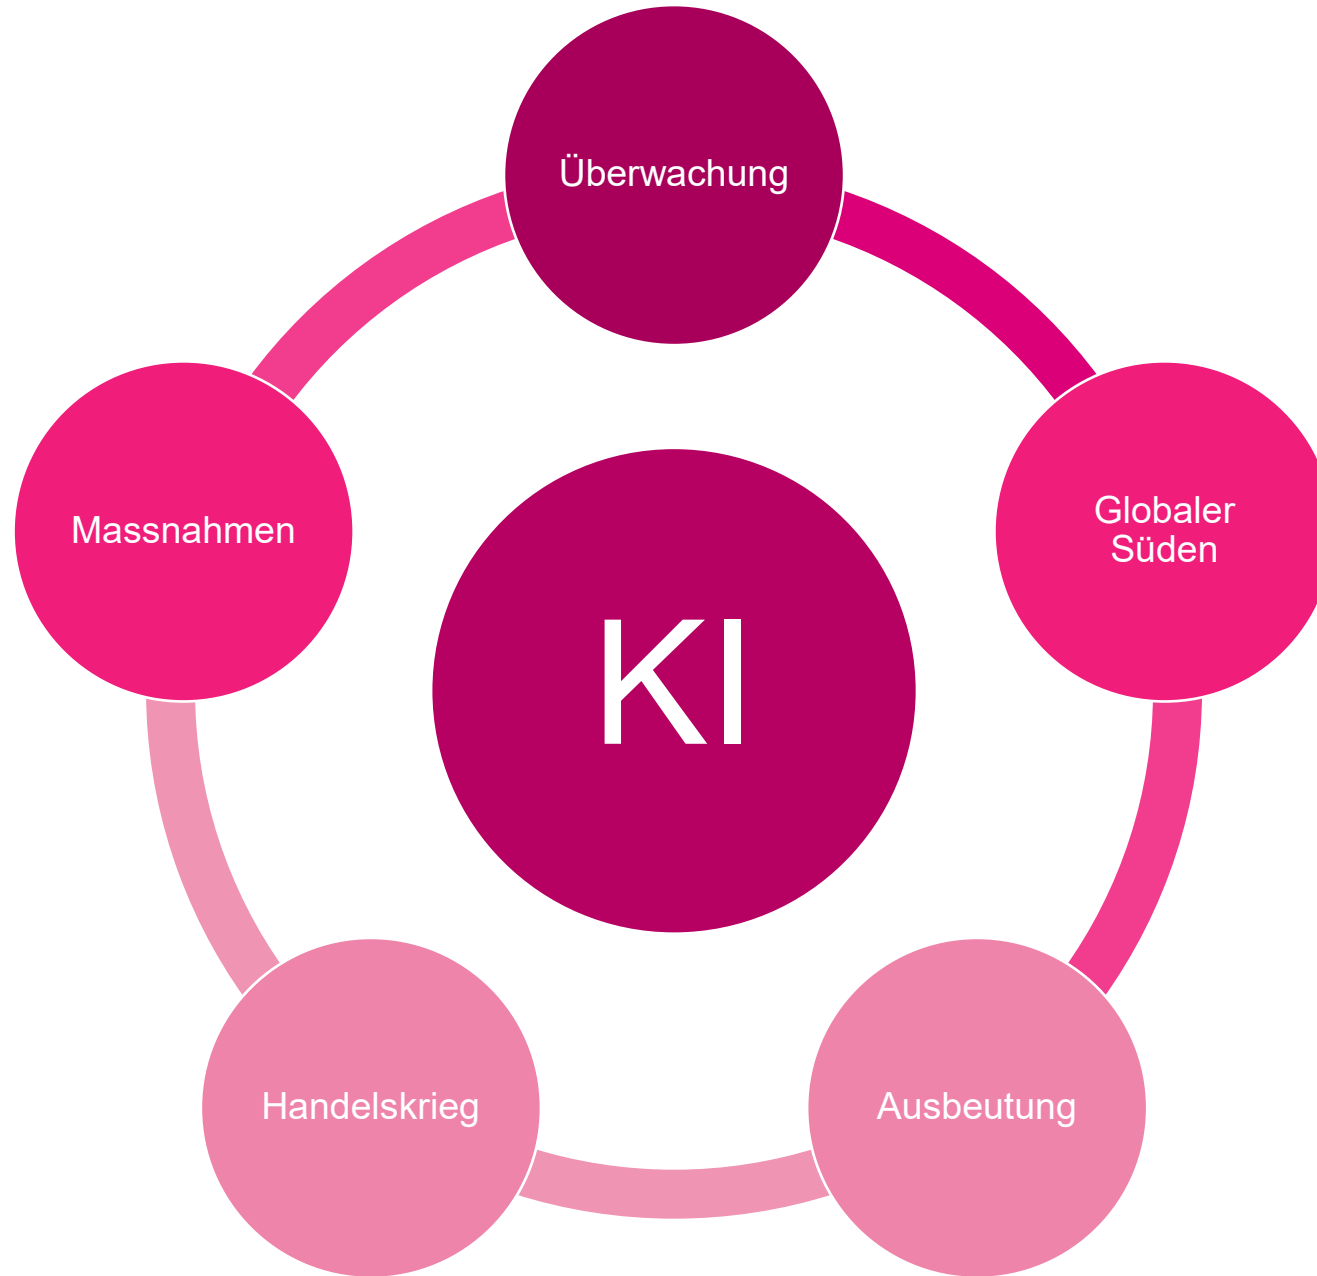 Überwachung
Globaler
Süden
Massnahmen
KI
Handelskrieg
Ausbeutung